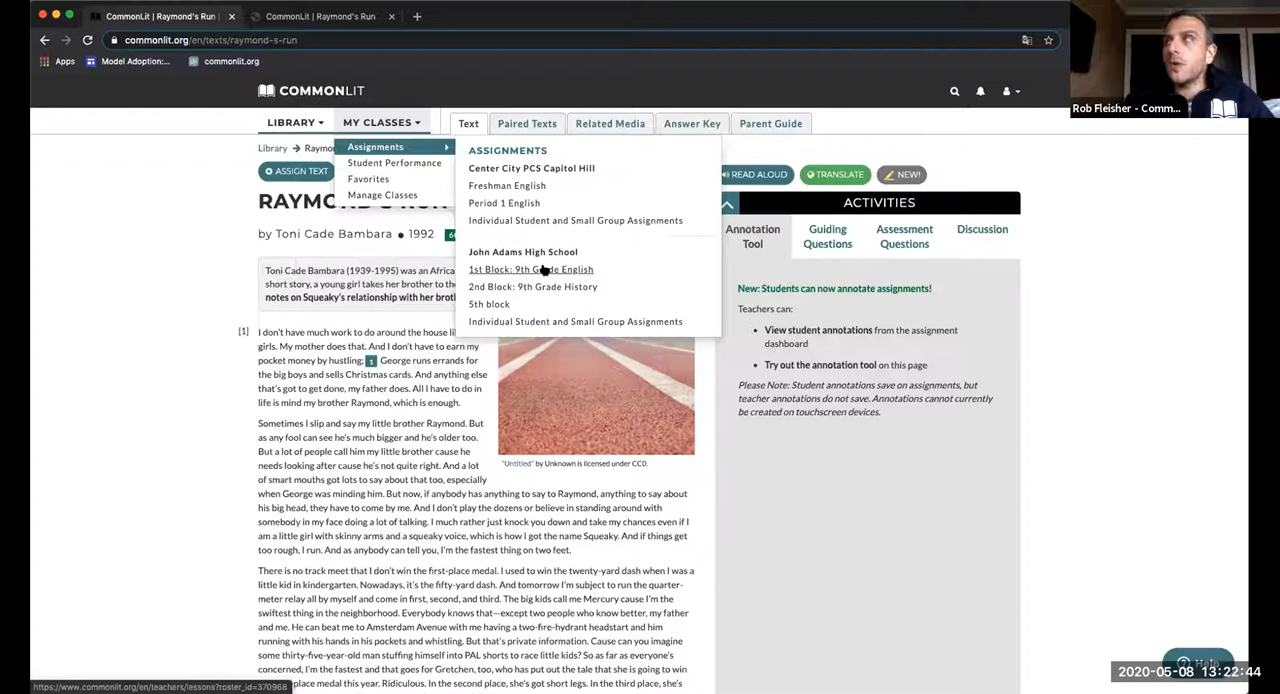 CommonLit | Raymond's Run
CommonLit | Raymond's Run
commonlit.org/en/texts/raymond-s-run
Apps
Model Adoption:...
commonlit.org
Rob Fleisher - Comm...
COMMONLIT
LIBRARY
MY CLASSES
Text
Paired Texts
Related Media
Answer Key
Parent Guide
Library
ASSIGN TEXT
Assignments
Student Performance
Favorites
Manage Classes
ASSIGNMENTS
Center City PCS Capitol Hill
Freshman English
Period 1 English
Individual Student and Small Group Assignments
John Adams High School
1st Block: 9th Grade English
2nd Block: 9th Grade History
5th block
Individual Student and Small Group Assignments
by Toni Cade Bambara ● 1992
Toni Cade Bambara (1939-1995) was an
short story, a young girl takes her brother to the
notes on Squeaky's relationship with her
[1]
I don't have much work to do around the house
girls. My mother does that. And I don't have to earn my
pocket money by hustling; 1 George runs errands for
the big boys and sells Christmas cards. And anything else
that's got to get done, my father does. All I have to do in
life is mind my brother Raymond, which is enough.
Sometimes I slip and say my little brother Raymond. But
as any fool can see he's much bigger and he's older too.
But a lot of people call him my little brother cause he
needs looking after cause he's not quite right. And a lot
of smart mouths got lots to say about that too, especially
when George was minding him. But now, if anybody has anything to say to Raymond, anything to say about
his big head, they have to come by me. And I don't play the dozens or believe in standing around with
somebody in my face doing a lot of talking. I much rather just knock you down and take my chances even if I
am a little girl with skinny arms and a squeaky voice, which is how I got the name Squeaky. And if things get
too rough, I run. And as anybody can tell you, I'm the fastest thing on two feet.
There is no track meet that I don't win the first-place medal. I used to win the twenty-yard dash when I was a
little kid in kindergarten. Nowadays, it's the fifty-yard dash. And tomorrow I'm subject to run the quarter-
meter relay all by myself and come in first, second, and third. The big kids call me Mercury cause I'm the
swiftest thing in the neighborhood. Everybody knows that—except two people who know better, my father
and me. He can beat me to Amsterdam Avenue with me having a two-fire-hydrant headstart and him
running with his hands in his pockets and whistling. But that's private information. Cause can you imagine
some thirty-five-year-old man stuffing himself into PAL shorts to race little kids? So as far as everyone's
concerned, I'm the fastest and that goes for Gretchen, too, who has put out the tale that she is going to win
place medal this year. Ridiculous. In the second place, she's got short legs. In the third place, she's
"Untitled" by Unknown is licensed under CC0.
READ ALOUD
TRANSLATE
NEW!
ACTIVITIES
Annotation Tool
Guiding Questions
Assessment Questions
Discussion
New: Students can now annotate assignments!
Teachers can:
• View student annotations from the assignment
dashboard
• Try out the annotation tool on this page
Please Note: Student annotations save on assignments, but
teacher annotations do not save. Annotations cannot currently
be created on touchscreen devices.
Help
2020-05-08 13:22:44
https://www.commonlit.org/en/teachers/lessons?roster_id=370968